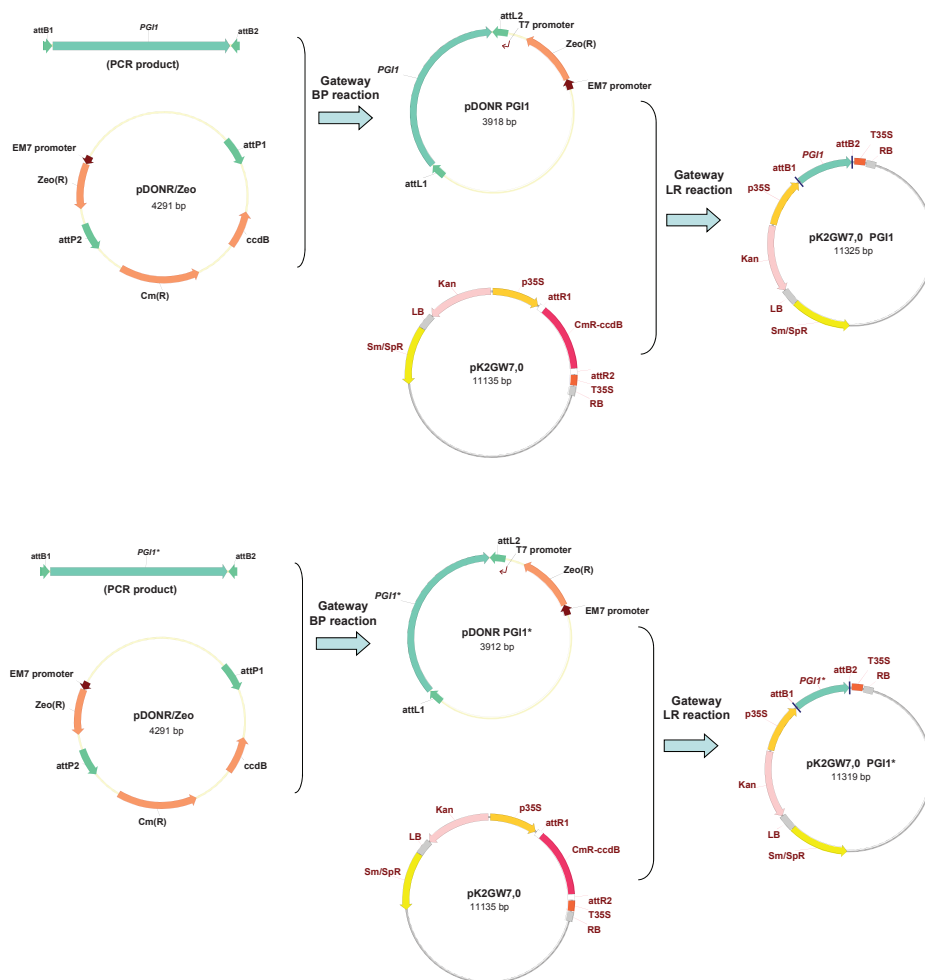 attB1
PGI1
attB2
(PCR product)
EM7 promoter
Zeo(R)
attP1
pDONR/Zeo
4291 bp
attP2
ccdB
Cm(R)
Gateway
BP reaction
attL2
T7 promoter
Zeo(R)
PGI1
EM7 promoter
pDONR PGI1
3918 bp
attL1
Kan
p35S
attR1
LB
CmR-ccdB
Sm/SpR
pK2GW7,0
11135 bp
attR2
T35S
RB
Gateway
LR reaction
T35S
attB2
RB
PGI1
attB1
p35S
pK2GW7,0 PGI1
11325 bp
Kan
LB
Sm/SpR
attB1
PGI1*
attB2
(PCR product)
EM7 promoter
Zeo(R)
attP1
pDONR/Zeo
4291 bp
attP2
ccdB
Cm(R)
Gateway
BP reaction
attL2
T7 promoter
Zeo(R)
PGI1*
EM7 promoter
pDONR PGI1*
3912 bp
attL1
Kan
p35S
attR1
LB
CmR-ccdB
Sm/SpR
pK2GW7,0
11135 bp
attR2
T35S
RB
Gateway
LR reaction
T35S
attB2
RB
PGI1*
attB1
p35S
pK2GW7,0 PGI1*
11319 bp
Kan
LB
Sm/SpR